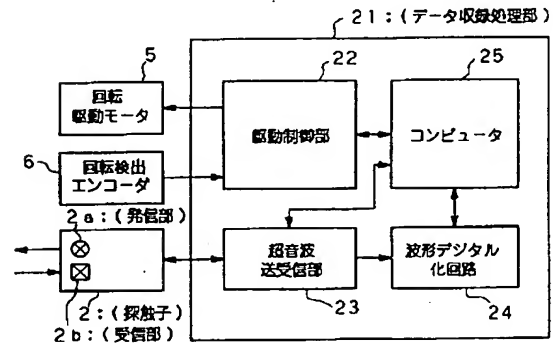 21:(データ収録処理部)
5
回転
駆動モータ
22
駆動制御部
25
コンピュータ
6
回転検出
エンコーダ
2a:(発信部)
超音波
送受信部
23
波形デジタル
化回路
24
2:(探触子)
2b:(受信部)